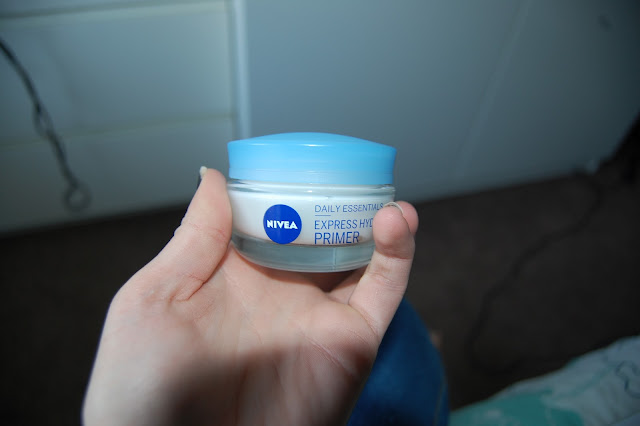 NIVEA
DAILY ESSENTIALS
EXPRESS HYD
PRIMER